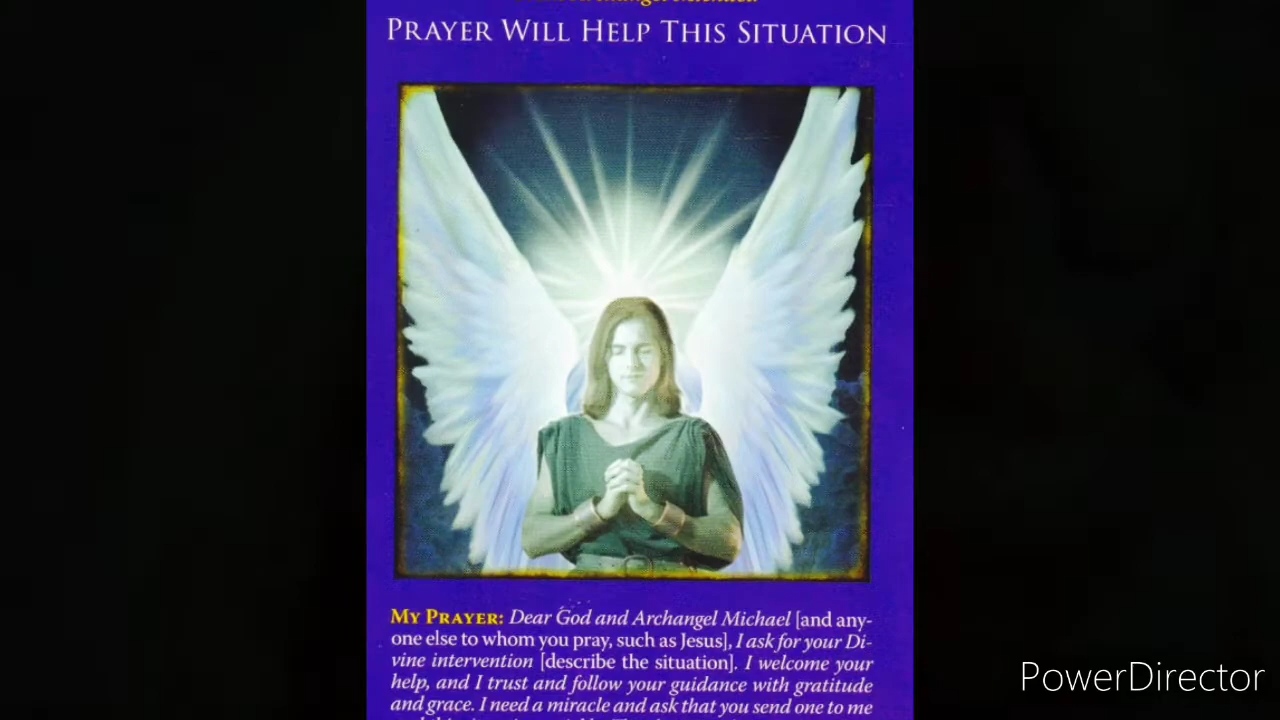 PRAYER WILL HELP THIS SITUATION
MY PRAYER: Dear God and Archangel Michael [and any-
one else to whom you pray, such as Jesus], I ask for your Di-
vine intervention [describe the situation]. I welcome your
help, and I trust and follow your guidance with gratitude
and grace. I need a miracle and ask that you send one to me
PowerDirector